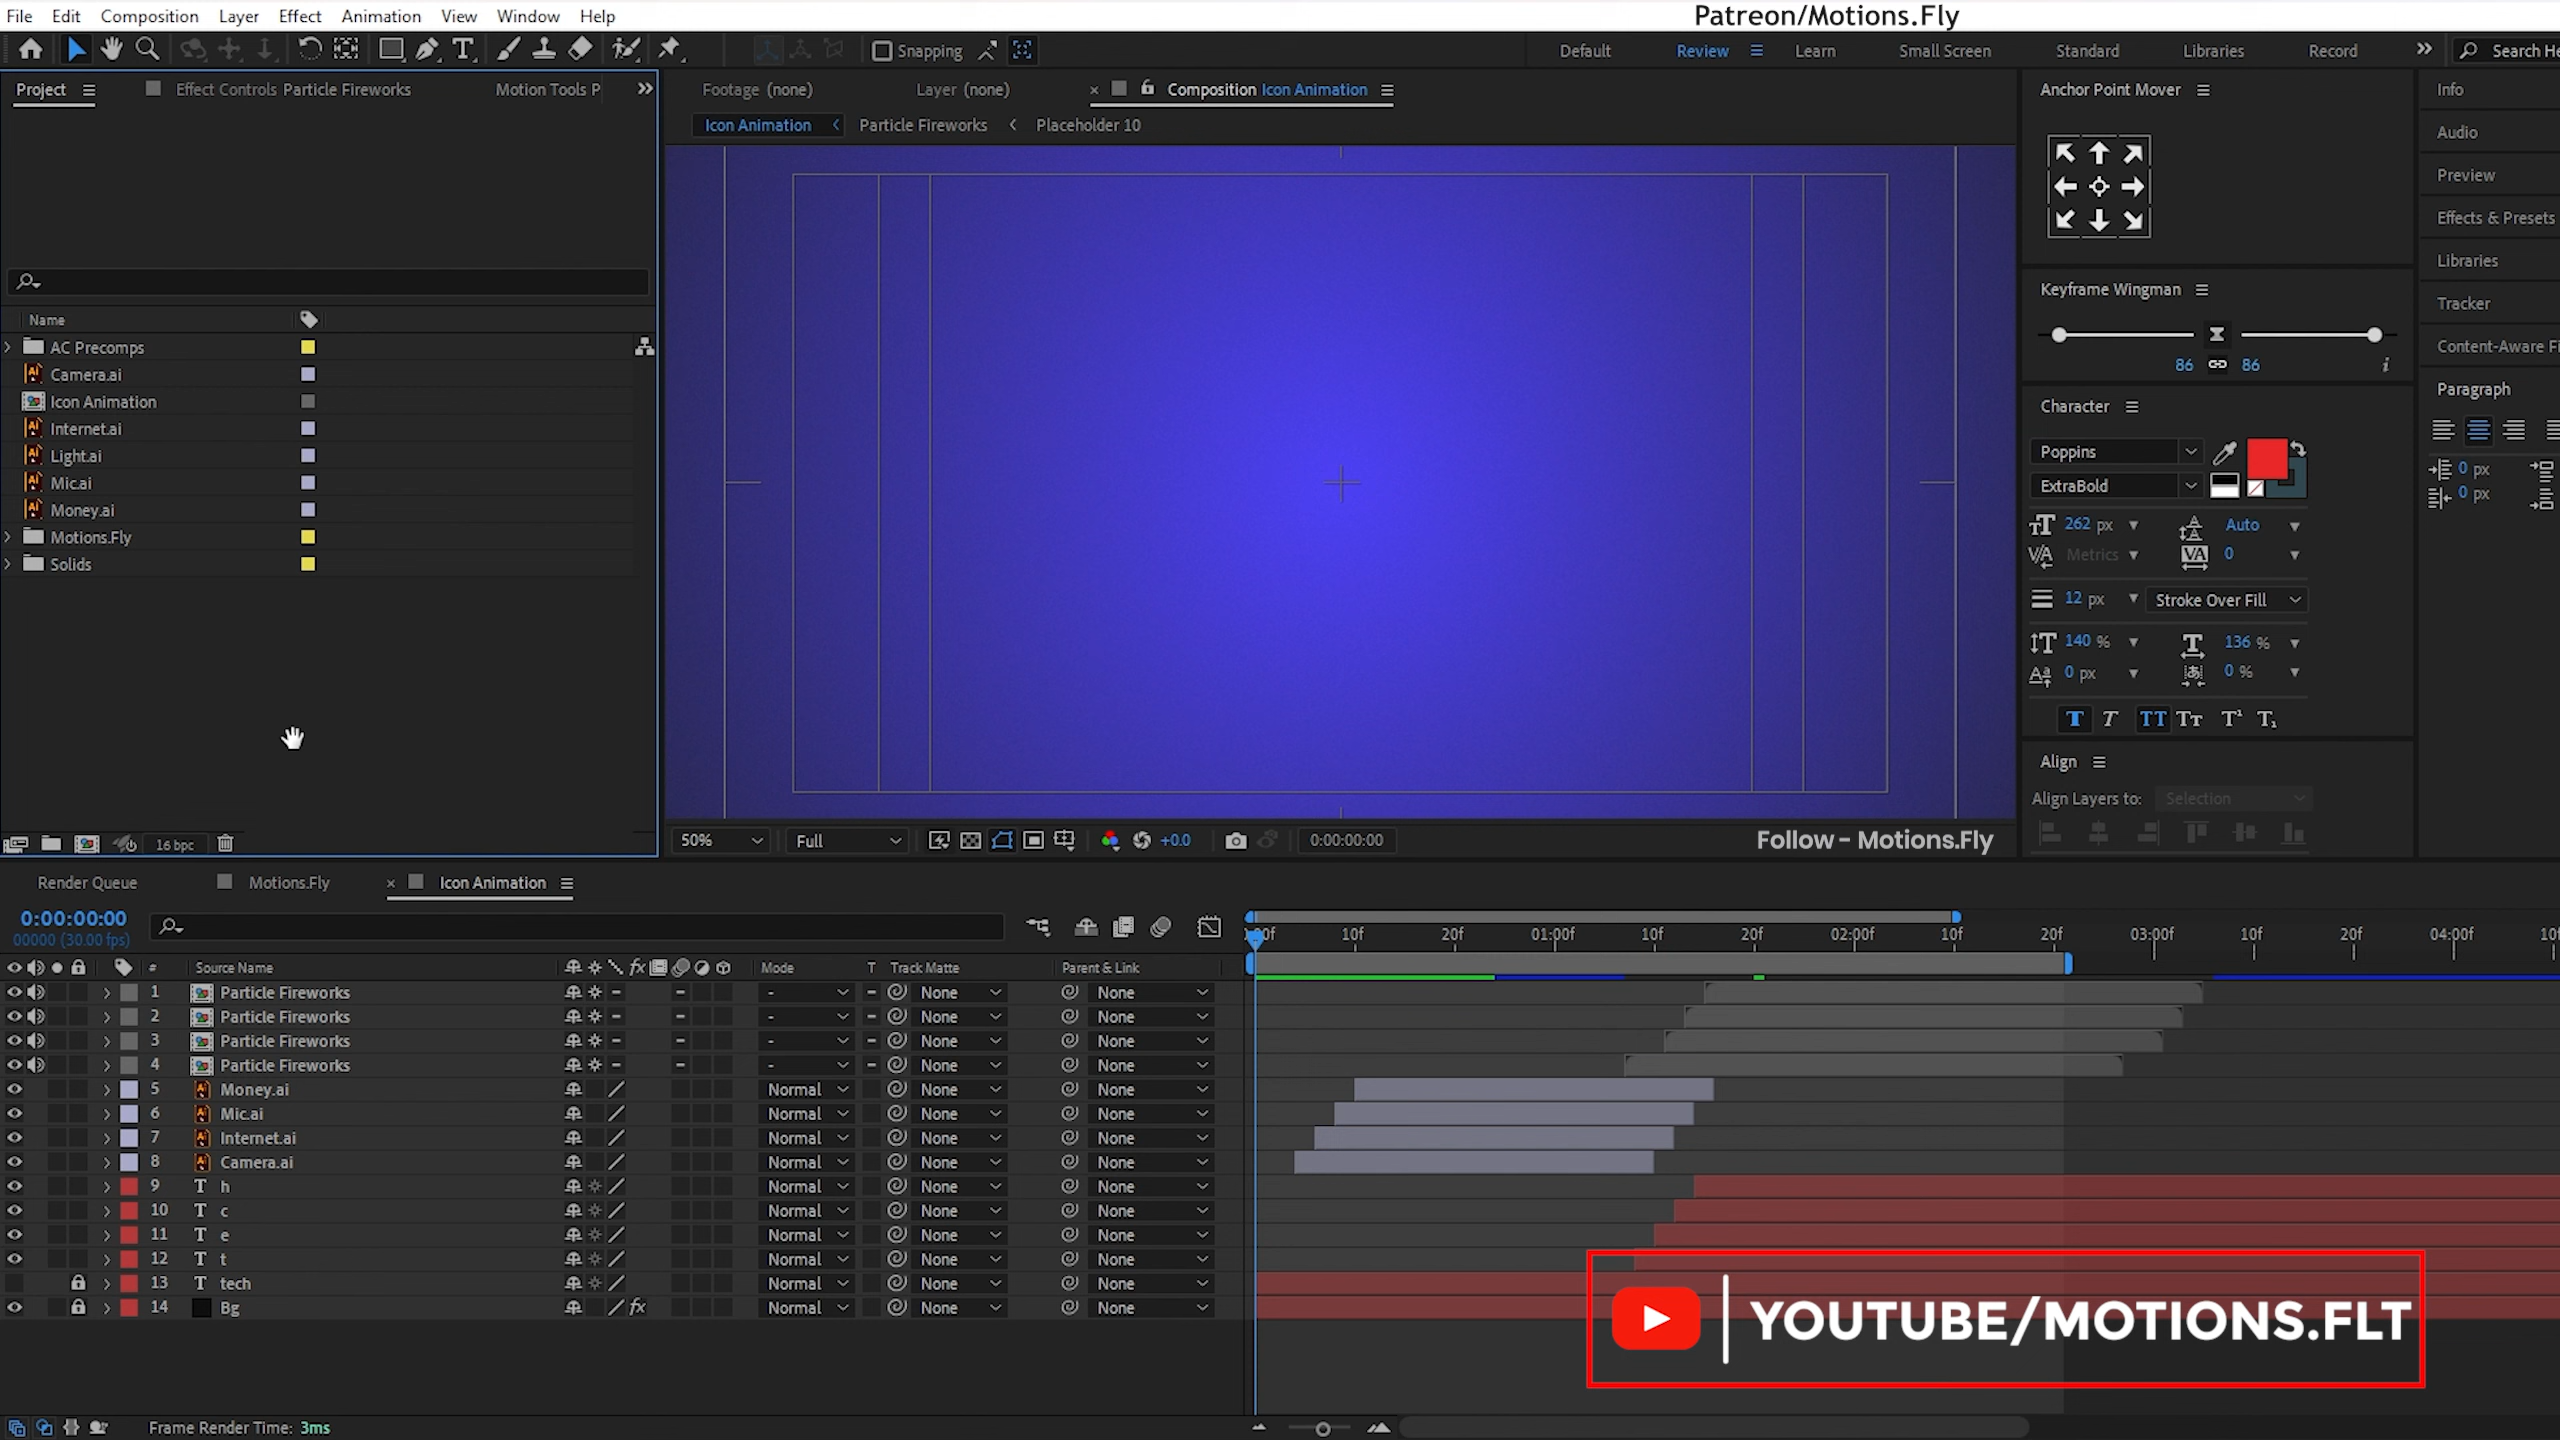 File Edit Composition Layer Effect Animation View Window Help
Patreon/Motions.Fly
Snapping
Default Review Learn Small Screen Standard Libraries Record Search He
Project Effect Controls Particle Fireworks Motion Tools P
Footage (none) Layer (none) Composition Icon Animation
Icon Animation Particle Fireworks Placeholder 10
Name
AC Precomps
Camera.ai
Icon Animation
Internet.ai
Light.ai
Mic.ai
Money.ai
Motions.Fly
Solids
16 bpc
50% Full +0.0 0:00:00:00
Follow - Motions.Fly
Anchor Point Mover
Keyframe Wingman
86 86
Character
Poppins
ExtraBold
262 px Auto
Metrics 0
12 px Stroke Over Fill
140 % 136 %
0 px 0 %
Align
Align Layers to: Selection
Info
Audio
Preview
Effects & Presets
Libraries
Tracker
Content-Aware Fi
Paragraph
0 px
0 px
Render Queue Motions.Fly Icon Animation
0:00:00:00
00000 (30.00 fps)
:00f 10f 20f 01:00f 10f 20f 02:00f 10f 20f 03:00f 10f 20f 04:00f 10
# Source Name Mode T Track Matte Parent & Link
1 Particle Fireworks - None None
2 Particle Fireworks - None None
3 Particle Fireworks - None None
4 Particle Fireworks - None None
5 Money.ai Normal None None
6 Mic.ai Normal None None
7 Internet.ai Normal None None
8 Camera.ai Normal None None
9 T h Normal None None
10 T c Normal None None
11 T e Normal None None
12 T t Normal None None
13 T tech Normal None None
14 Bg fx Normal None None
YOUTUBE/MOTIONS.FLT
Frame Render Time: 3ms